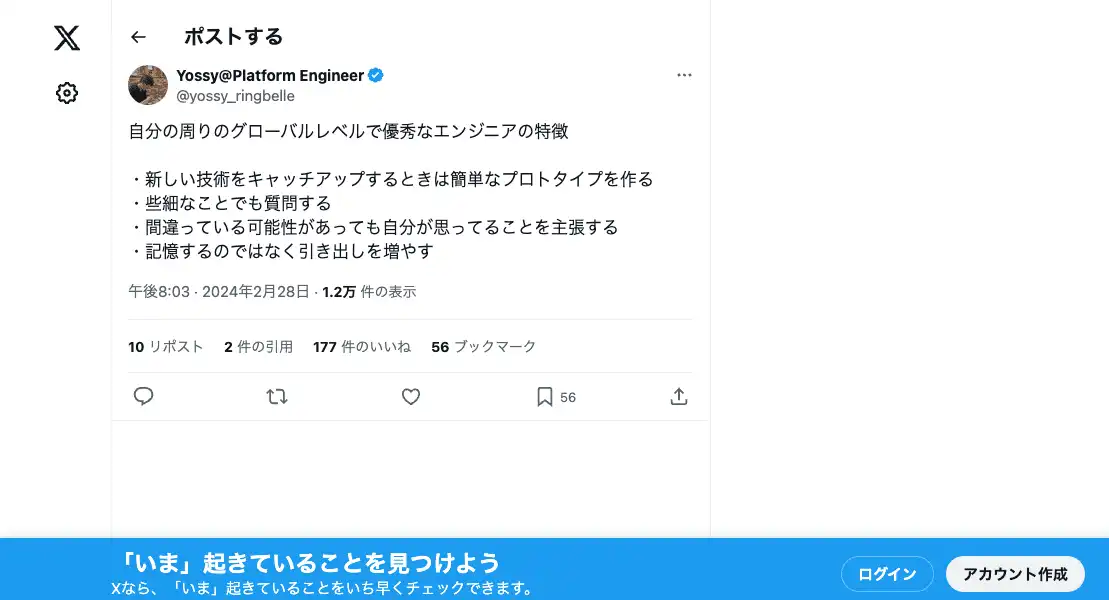 ポストする
Yossy@Platform Engineer
@yossy_ringbelle
自分の周りのグローバルレベルで優秀なエンジニアの特徴
・新しい技術をキャッチアップするときは簡単なプロトタイプを作る
・些細なことでも質問する
・間違っている可能性があっても自分が思ってることを主張する
・記憶するのではなく引き出しを増やす
午後8:03 · 2024年2月28日 · 1.2万 件の表示
10 リポスト 2 件の引用 177 件のいいね 56 ブックマーク
56
「いま」起きていることを見つけよう
Xなら、「いま」起きていることをいち早くチェックできます。
ログイン アカウント作成